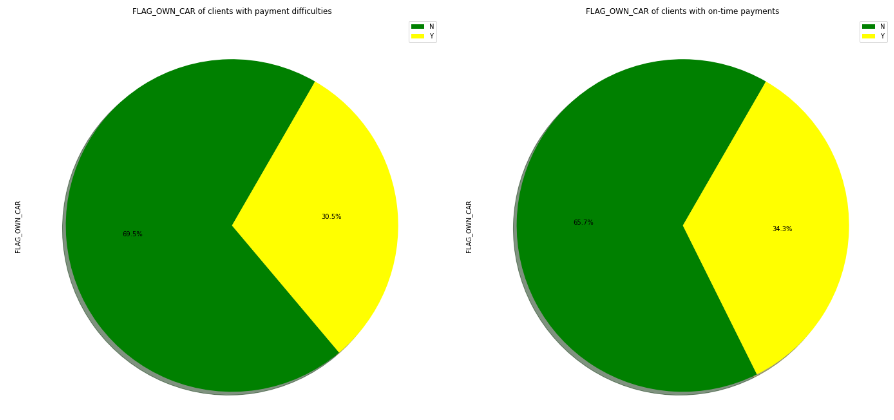 FLAG_OWN_CAR of clients with payment difficulties
N
Y
FLAG_OWN_CAR
69.5%
30.5%
FLAG_OWN_CAR of clients with on-time payments
N
Y
FLAG_OWN_CAR
65.7%
34.3%